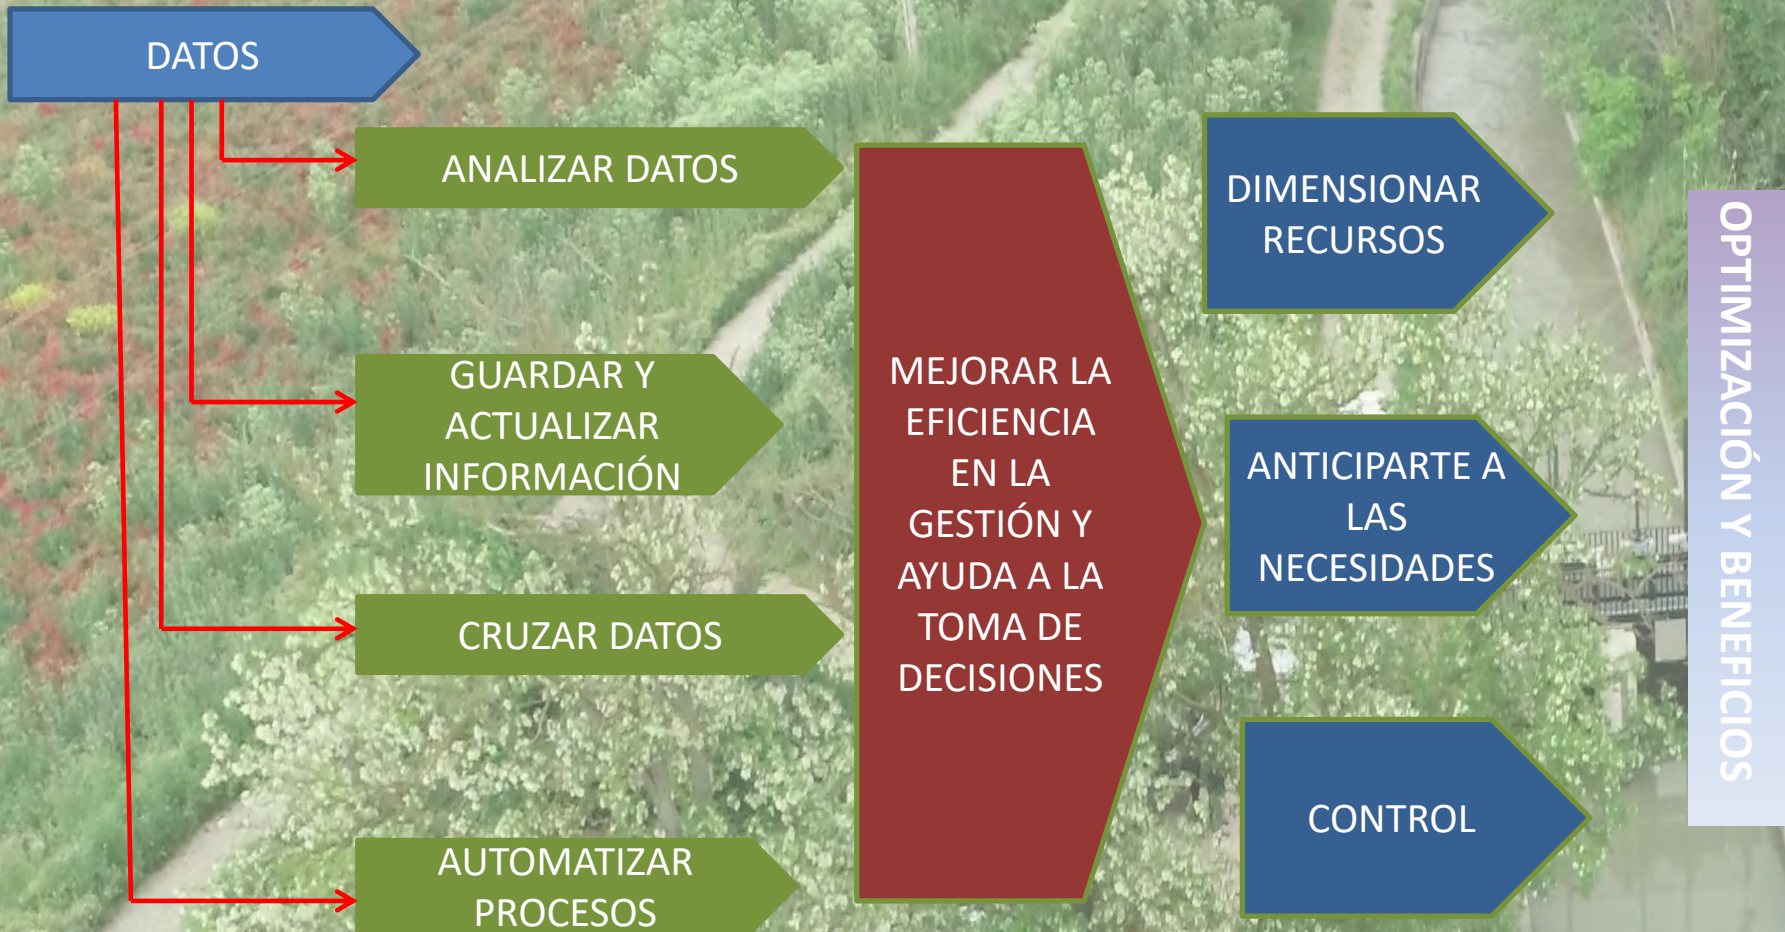 DATOS
ANALIZAR DATOS
GUARDAR Y
ACTUALIZAR
INFORMACIÓN
CRUZAR DATOS
AUTOMATIZAR
PROCESOS
MEJORAR LA
EFICIENCIA
EN LA
GESTIÓN Y
AYUDA A LA
TOMA DE
DECISIONES
DIMENSIONAR
RECURSOS
ANTICIPARTE A
LAS
NECESIDADES
CONTROL
OPTIMIZACIÓN Y BENEFICIOS